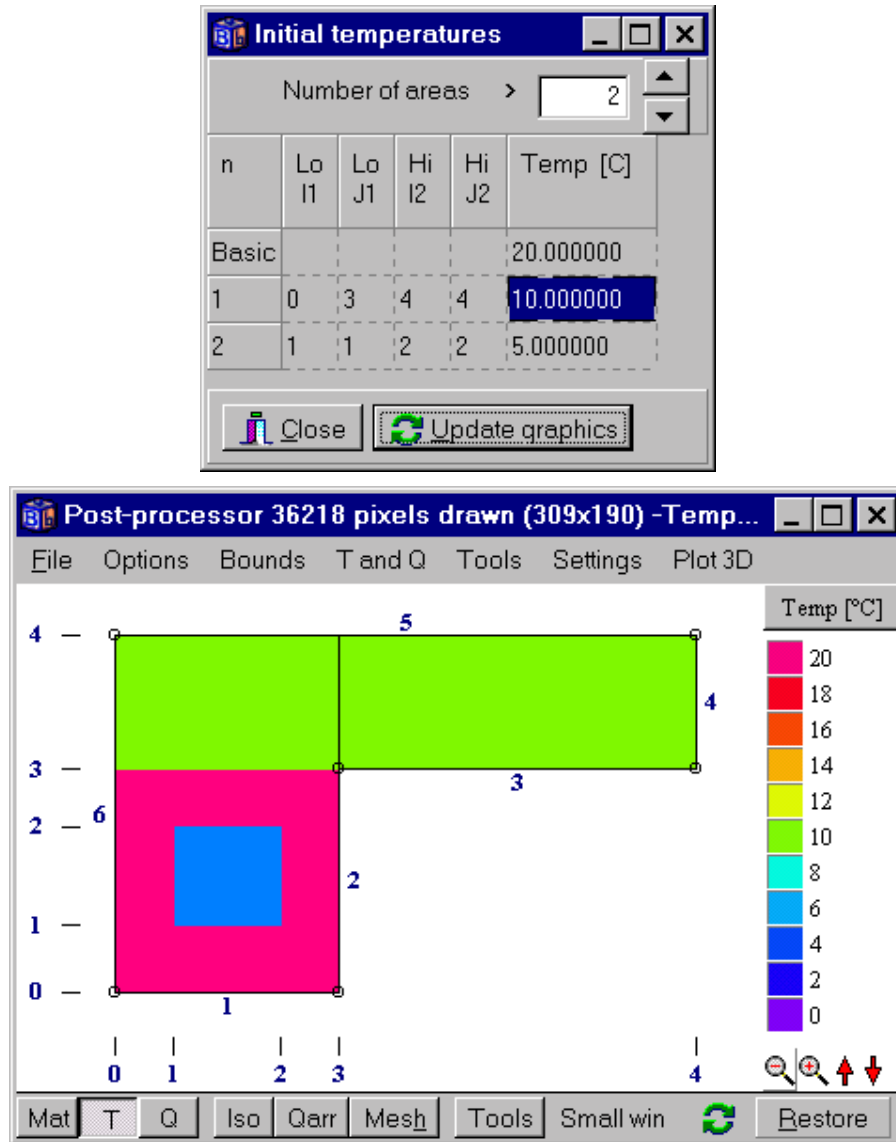 Initial temperatures
Number of areas > 2
n Lo I1 Lo J1 Hi I2 Hi J2 Temp [C]
Basic 20.000000
1 0 3 4 4 10.000000
2 1 1 2 2 5.000000
Close Update graphics
Post-processor 36218 pixels drawn (309x190) -Temp...
File Options Bounds T and Q Tools Settings Plot 3D
Temp [°C]
4 5
20
18
4
16
14
3 3
12
6
2
10
8
2
6
1
4
2
0
1
0
0 1 2 3 4
Mat T Q Iso Qarr Mesh Tools Small win Restore